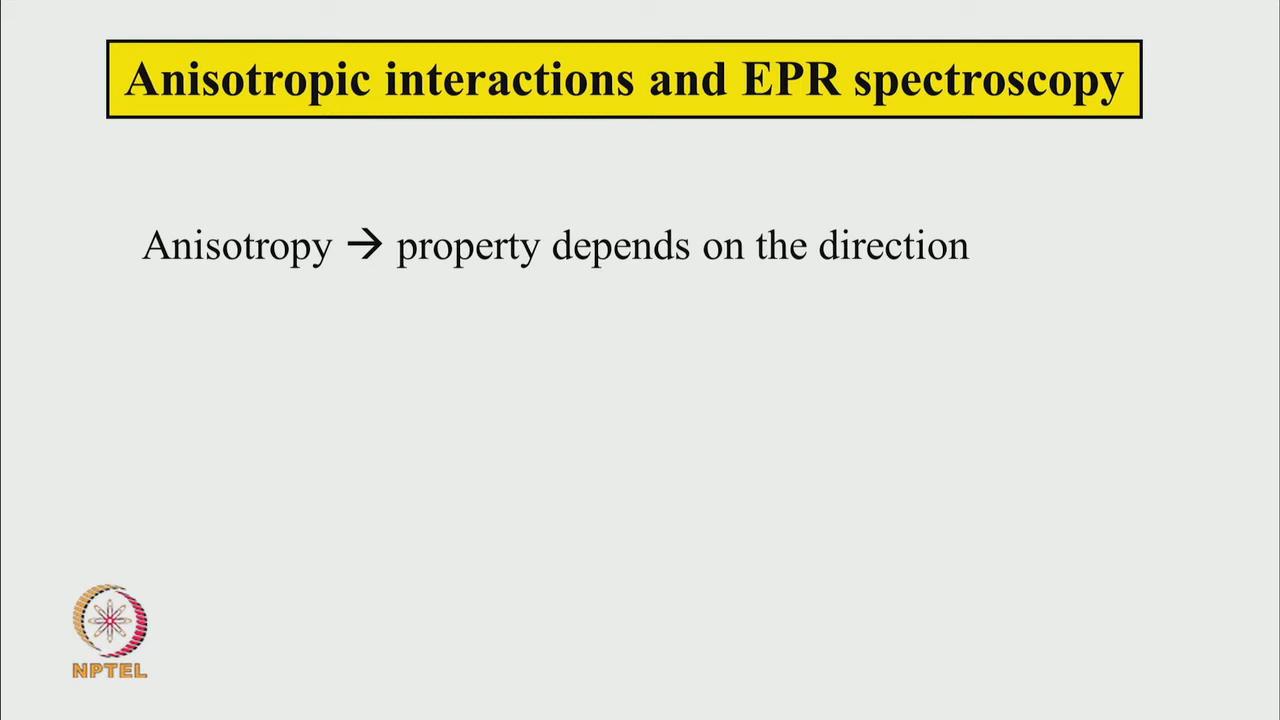 Anisotropic interactions and EPR spectroscopy
Anisotropy → property depends on the direction
NPTEL